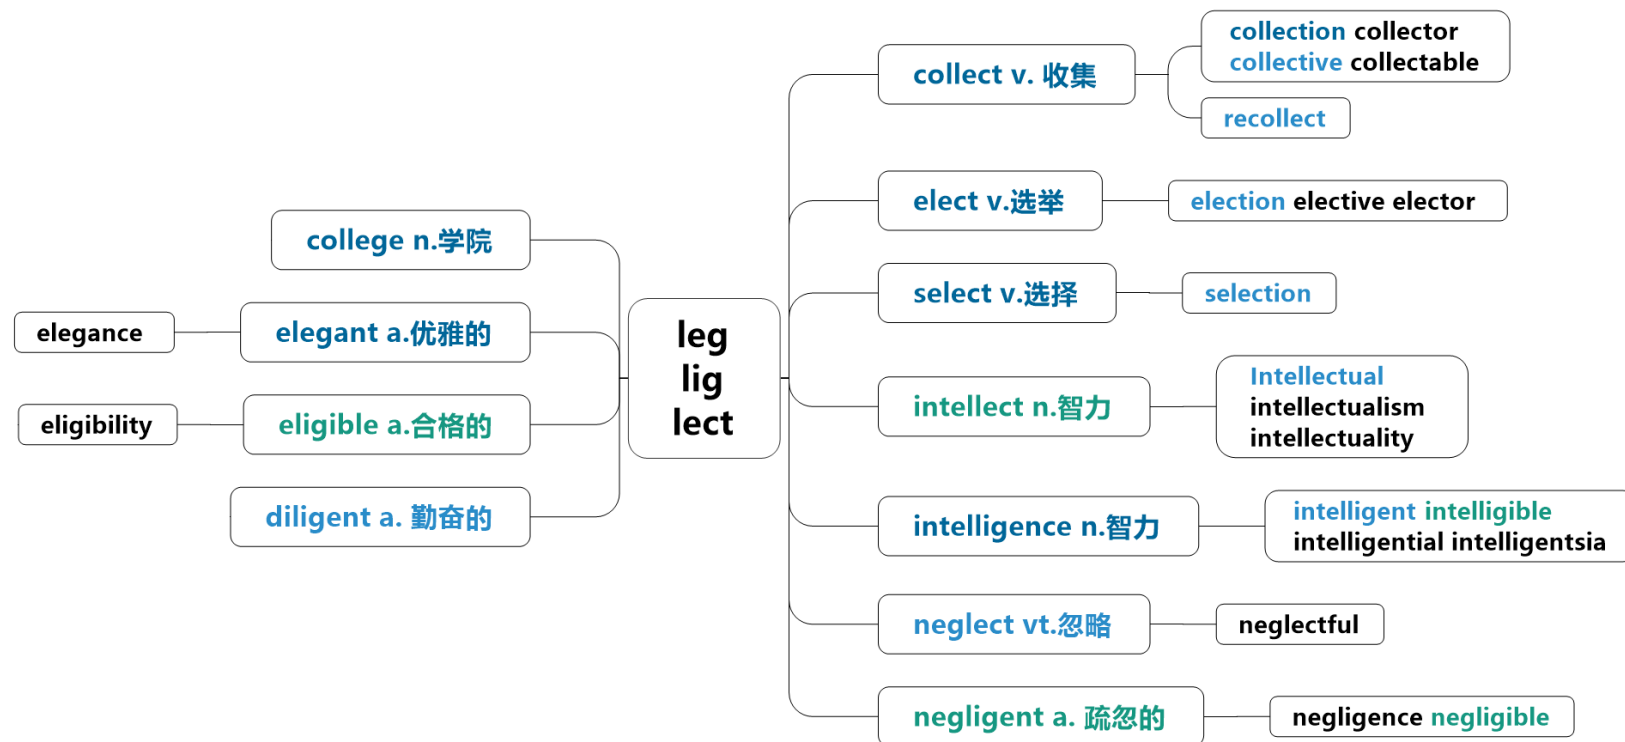 leg
lig
lect
college n.学院
elegant a.优雅的
elegance
eligible a.合格的
eligibility
diligent a. 勤奋的
collect v. 收集
collection collector
collective collectable
recollect
elect v.选举
election elective elector
select v.选择
selection
intellect n.智力
Intellectual
intellectualism
intellectuality
intelligence n.智力
intelligent intelligible
intelligential intelligentsia
neglect vt.忽略
neglectful
negligent a. 疏忽的
negligence negligible